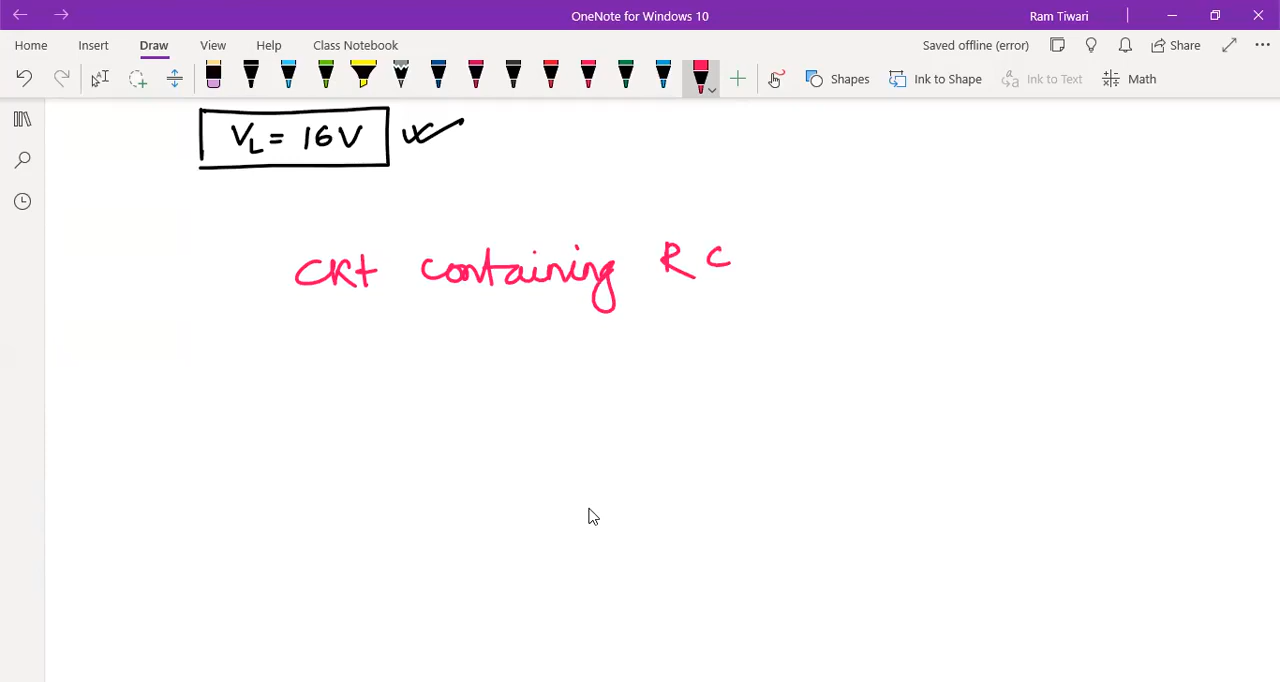 OneNote for Windows 10
Ram Tiwari
Home Insert Draw View Help Class Notebook
Saved offline (error) Share
Shapes Ink to Shape Ink to Text Math
VL = 16V
CKt containing R C